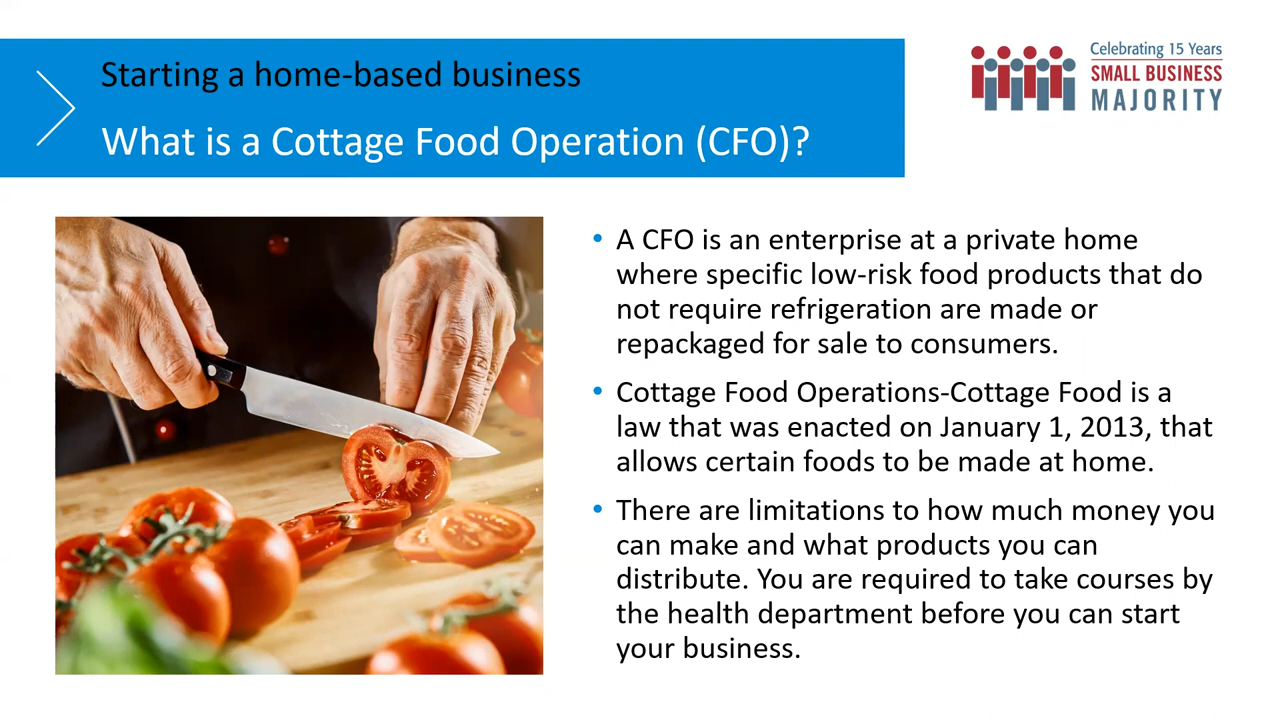 Starting a home-based business
What is a Cottage Food Operation (CFO)?
Celebrating 15 Years
SMALL BUSINESS
MAJORITY
• A CFO is an enterprise at a private home
where specific low-risk food products that do
not require refrigeration are made or
repackaged for sale to consumers.
• Cottage Food Operations-Cottage Food is a
law that was enacted on January 1, 2013, that
allows certain foods to be made at home.
• There are limitations to how much money you
can make and what products you can
distribute. You are required to take courses by
the health department before you can start
your business.